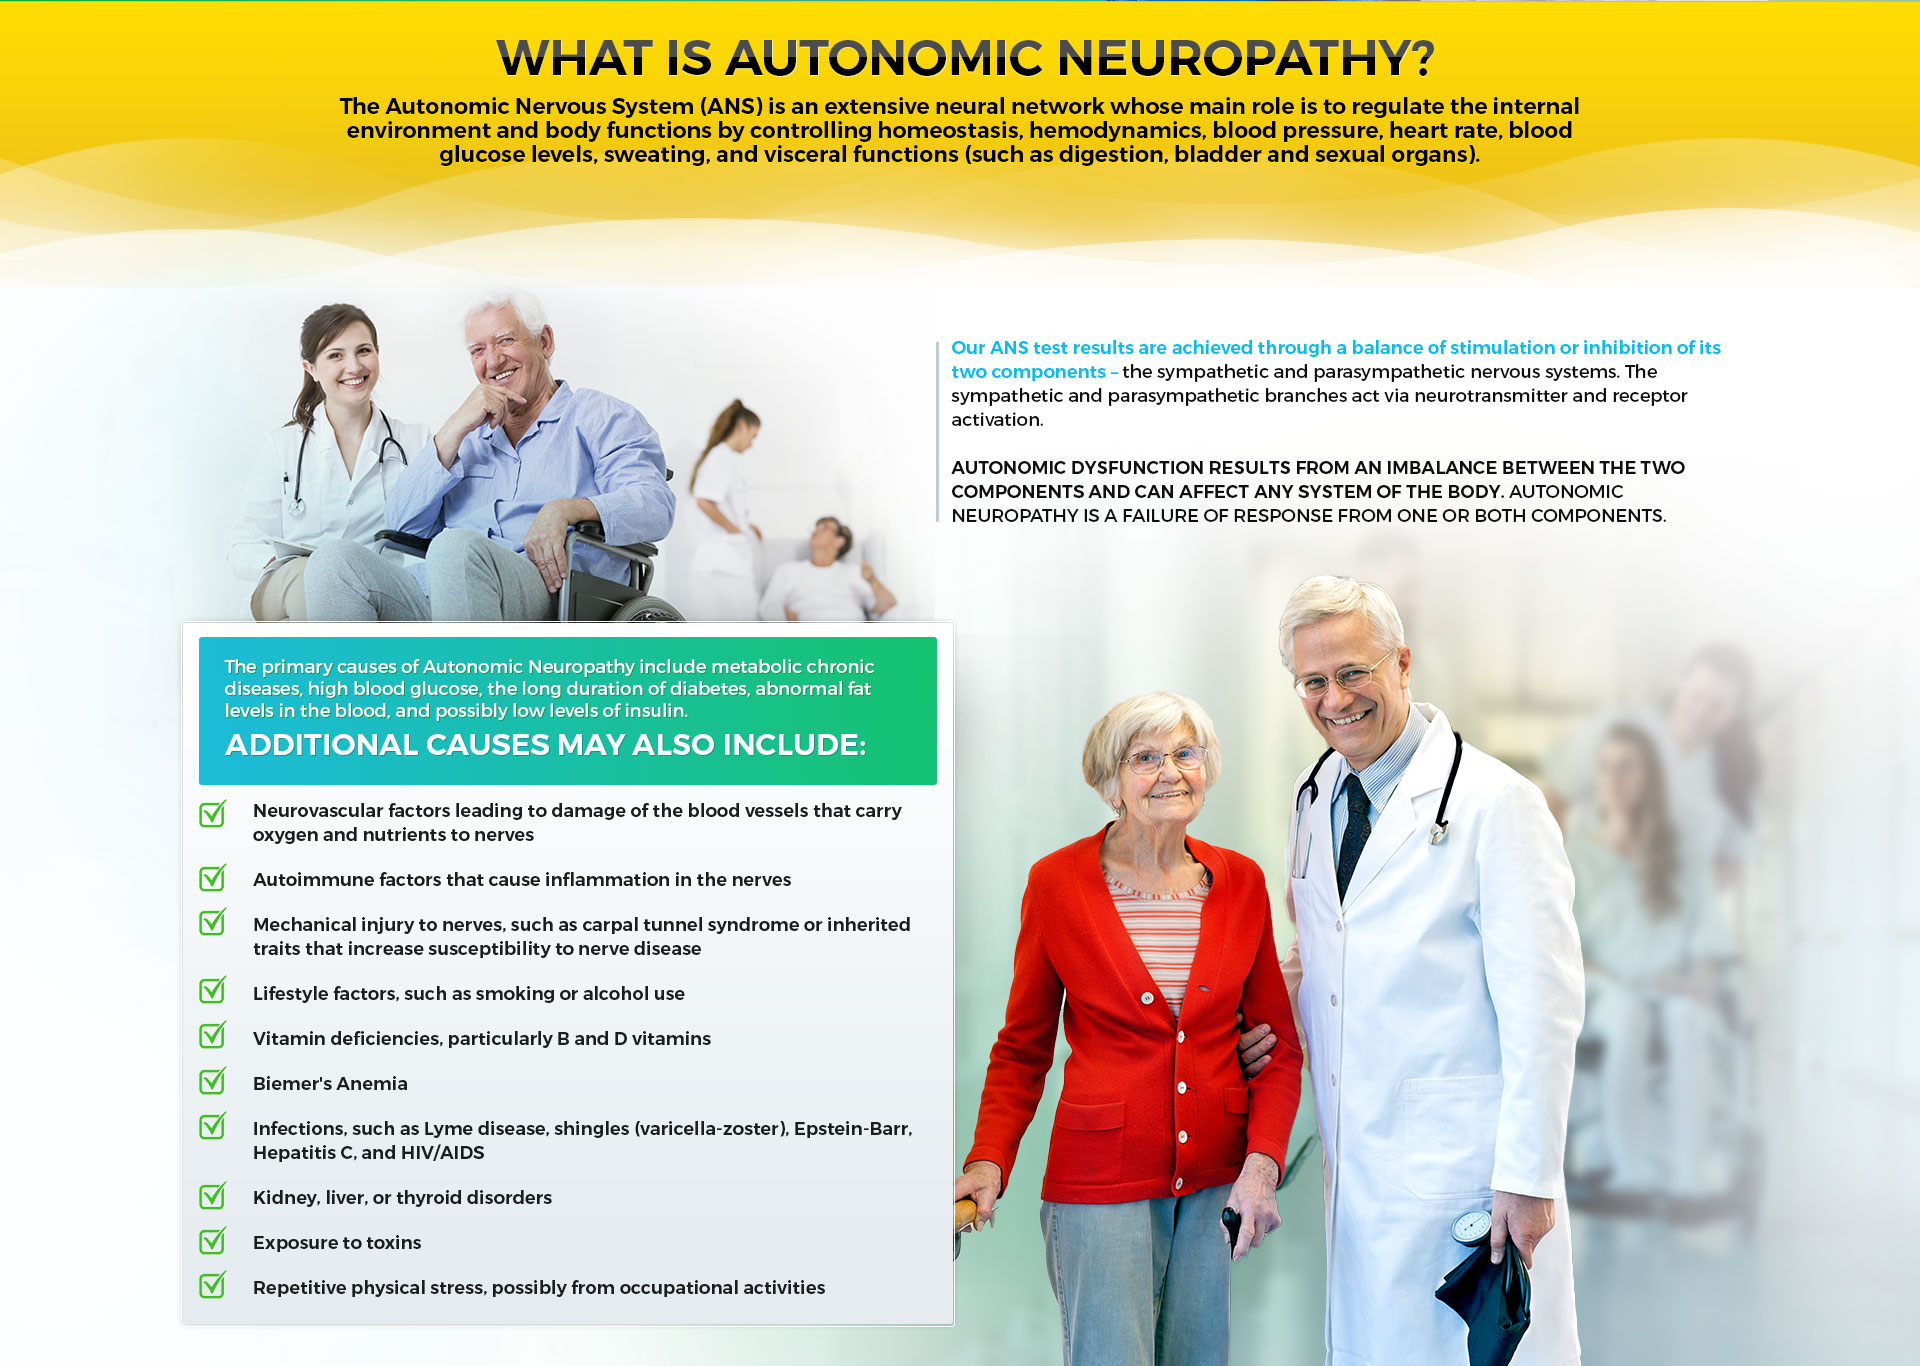 WHAT IS AUTONOMIC NEUROPATHY?
The Autonomic Nervous System (ANS) is an extensive neural network whose main role is to regulate the internal
environment and body functions by controlling homeostasis, hemodynamics, blood pressure, heart rate, blood
glucose levels, sweating, and visceral functions (such as digestion, bladder and sexual organs).
Our ANS test results are achieved through a balance of stimulation or inhibition of its
two components – the sympathetic and parasympathetic nervous systems. The
sympathetic and parasympathetic branches act via neurotransmitter and receptor
activation.
AUTONOMIC DYSFUNCTION RESULTS FROM AN IMBALANCE BETWEEN THE TWO
COMPONENTS AND CAN AFFECT ANY SYSTEM OF THE BODY. AUTONOMIC
NEUROPATHY IS A FAILURE OF RESPONSE FROM ONE OR BOTH COMPONENTS.
The primary causes of Autonomic Neuropathy include metabolic chronic
diseases, high blood glucose, the long duration of diabetes, abnormal fat
levels in the blood, and possibly low levels of insulin.
ADDITIONAL CAUSES MAY ALSO INCLUDE:
Neurovascular factors leading to damage of the blood vessels that carry
oxygen and nutrients to nerves
Autoimmune factors that cause inflammation in the nerves
Mechanical injury to nerves, such as carpal tunnel syndrome or inherited
traits that increase susceptibility to nerve disease
Lifestyle factors, such as smoking or alcohol use
Vitamin deficiencies, particularly B and D vitamins
Biemer's Anemia
Infections, such as Lyme disease, shingles (varicella-zoster), Epstein-Barr,
Hepatitis C, and HIV/AIDS
Kidney, liver, or thyroid disorders
Exposure to toxins
Repetitive physical stress, possibly from occupational activities